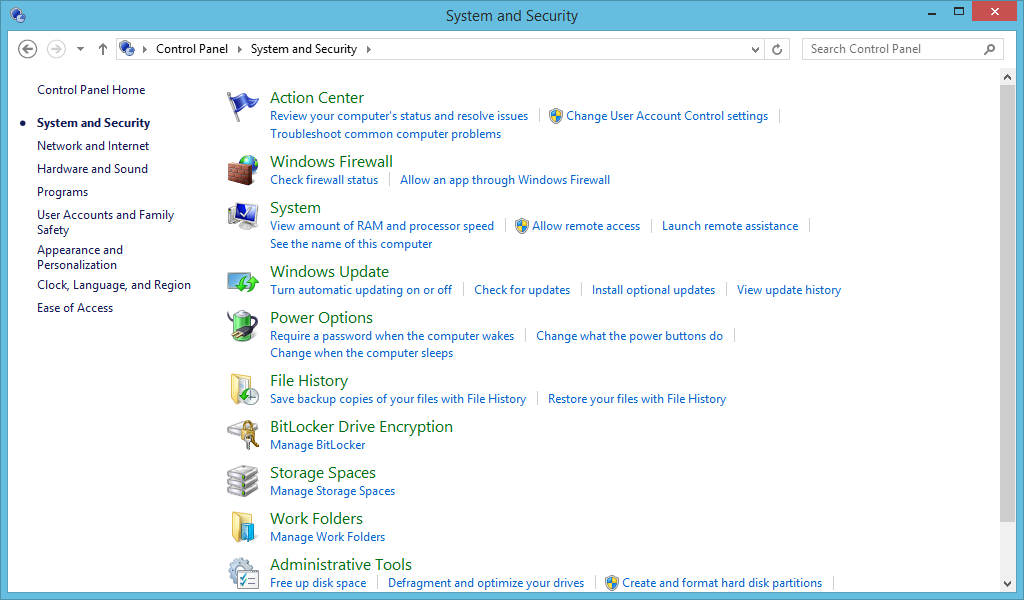 System and Security
Control Panel System and Security
Search Control Panel
Control Panel Home
System and Security
Network and Internet
Hardware and Sound
Programs
User Accounts and Family
Safety
Appearance and
Personalization
Clock, Language, and Region
Ease of Access
Action Center
Review your computer's status and resolve issues Change User Account Control settings
Troubleshoot common computer problems
Windows Firewall
Check firewall status Allow an app through Windows Firewall
System
View amount of RAM and processor speed Allow remote access Launch remote assistance
See the name of this computer
Windows Update
Turn automatic updating on or off Check for updates Install optional updates View update history
Power Options
Require a password when the computer wakes Change what the power buttons do
Change when the computer sleeps
File History
Save backup copies of your files with File History Restore your files with File History
BitLocker Drive Encryption
Manage BitLocker
Storage Spaces
Manage Storage Spaces
Work Folders
Manage Work Folders
Administrative Tools
Free up disk space Defragment and optimize your drives Create and format hard disk partitions